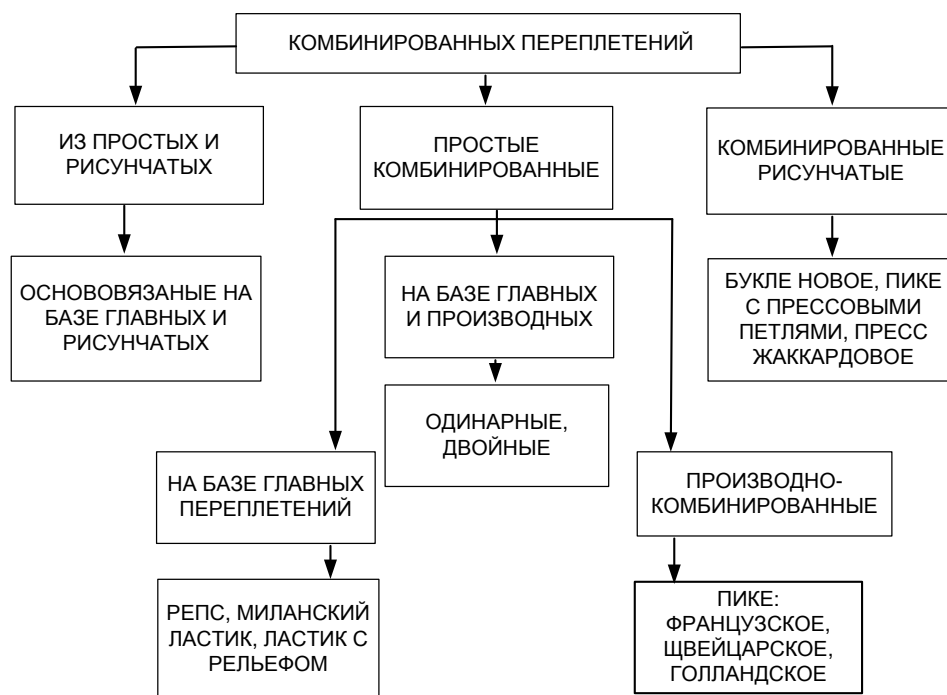 КОМБИНИРОВАННЫХ ПЕРЕПЛЕТЕНИЙ
ИЗ ПРОСТЫХ И
РИСУНЧАТЫХ
ПРОСТЫЕ
КОМБИНИРОВАННЫЕ
КОМБИНИРОВАННЫЕ
РИСУНЧАТЫЕ
ОСНОВОВЯЗАНЫЕ НА
БАЗЕ ГЛАВНЫХ И
РИСУНЧАТЫХ
НА БАЗЕ ГЛАВНЫХ
И ПРОИЗВОДНЫХ
БУКЛЕ НОВОЕ, ПИКЕ
С ПРЕССОВЫМИ
ПЕТЛЯМИ, ПРЕСС
ЖАККАРДОВОЕ
ОДИНАРНЫЕ,
ДВОЙНЫЕ
НА БАЗЕ ГЛАВНЫХ
ПЕРЕПЛЕТЕНИЙ
ПРОИЗВОДНО-
КОМБИНИРОВАННЫЕ
РЕПС, МИЛАНСКИЙ
ЛАСТИК, ЛАСТИК С
РЕЛЬЕФОМ
ПИКЕ:
ФРАНЦУЗСКОЕ,
ЩВЕЙЦАРСКОЕ,
ГОЛЛАНДСКОЕ